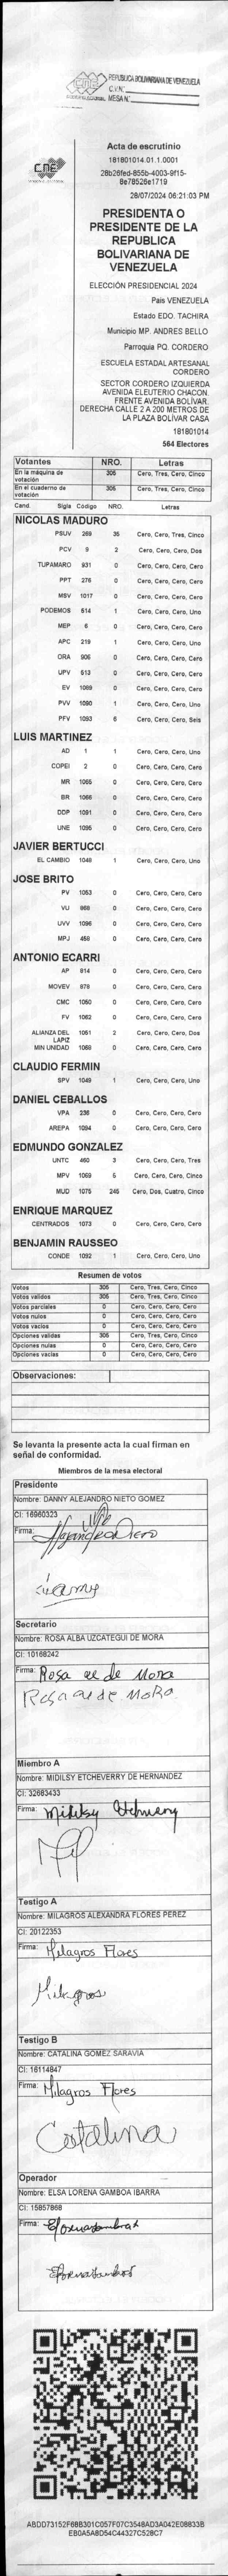 REPÚBLICA BOLIVARIANA DE VENEZUELA
C.V.N°.
MESA N°.
CNE
Acta de escrutinio
181801014.01.1.0001
28b26fed-855b-4003-9f15-
8e78526e1719
28/07/2024 06:21:03 PM
PRESIDENTA O
PRESIDENTE DE LA
REPUBLICA
BOLIVARIANA DE
VENEZUELA
ELECCIÓN PRESIDENCIAL 2024
Pais VENEZUELA
Estado EDO. TACHIRA
Municipio MP. ANDRES BELLO
Parroquia PQ. CORDERO
ESCUELA ESTADAL ARTESANAL
CORDERO
SECTOR CORDERO IZQUIERDA
AVENIDA ELEUTERIO CHACON.
FRENTE AVENIDA BOLÍVAR.
DERECHA CALLE 2 A 200 METROS DE
LA PLAZA BOLÍVAR CASA
181801014
564 Electores
Votantes NRO. Letras
En la máquina de votación 305 Cero, Tres, Cero, Cinco
En el cuaderno de votación 305 Cero, Tres, Cero, Cinco
Cand. Sigla Código NRO. Letras
NICOLAS MADURO
PSUV 269 35 Cero, Cero, Tres, Cinco
PCV 9 2 Cero, Cero, Cero, Dos
TUPAMARO 931 0 Cero, Cero, Cero, Cero
PPT 276 0 Cero, Cero, Cero, Cero
MSV 1017 0 Cero, Cero, Cero, Cero
PODEMOS 514 1 Cero, Cero, Cero, Uno
MEP 6 0 Cero, Cero, Cero, Cero
APC 219 1 Cero, Cero, Cero, Uno
ORA 906 0 Cero, Cero, Cero, Cero
UPV 513 0 Cero, Cero, Cero, Cero
EV 1089 0 Cero, Cero, Cero, Cero
PVV 1090 1 Cero, Cero, Cero, Uno
PFV 1093 6 Cero, Cero, Cero, Seis
LUIS MARTINEZ
AD 1 1 Cero, Cero, Cero, Uno
COPEI 2 0 Cero, Cero, Cero, Cero
MR 1065 0 Cero, Cero, Cero, Cero
BR 1066 0 Cero, Cero, Cero, Cero
DDP 1091 0 Cero, Cero, Cero, Cero
UNE 1095 0 Cero, Cero, Cero, Cero
JAVIER BERTUCCI
EL CAMBIO 1048 1 Cero, Cero, Cero, Uno
JOSE BRITO
PV 1053 0 Cero, Cero, Cero, Cero
VU 868 0 Cero, Cero, Cero, Cero
UVV 1096 0 Cero, Cero, Cero, Cero
MPJ 459 0 Cero, Cero, Cero, Cero
ANTONIO ECARRI
AP 814 0 Cero, Cero, Cero, Cero
MOVEV 978 0 Cero, Cero, Cero, Cero
CMC 1050 0 Cero, Cero, Cero, Cero
FV 1062 0 Cero, Cero, Cero, Cero
ALIANZA DEL LAPIZ 1051 2 Cero, Cero, Cero, Dos
MIN UNIDAD 1068 0 Cero, Cero, Cero, Cero
CLAUDIO FERMIN
SPV 1049 1 Cero, Cero, Cero, Uno
DANIEL CEBALLOS
VPA 236 0 Cero, Cero, Cero, Cero
AREPA 1094 0 Cero, Cero, Cero, Cero
EDMUNDO GONZALEZ
UNTC 460 3 Cero, Cero, Cero, Tres
MPV 1069 5 Cero, Cero, Cero, Cinco
MUD 1075 245 Cero, Dos, Cuatro, Cinco
ENRIQUE MARQUEZ
CENTRADOS 1073 0 Cero, Cero, Cero, Cero
BENJAMIN RAUSSEO
CONDE 1092 1 Cero, Cero, Cero, Uno
Resumen de votos
Votos 305 Cero, Tres, Cero, Cinco
Votos validos 305 Cero, Tres, Cero, Cinco
Votos parciales 0 Cero, Cero, Cero, Cero
Votos nulos 0 Cero, Cero, Cero, Cero
Votos vacios 0 Cero, Cero, Cero, Cero
Opciones validas 305 Cero, Tres, Cero, Cinco
Opciones nulas 0 Cero, Cero, Cero, Cero
Opciones vacias 0 Cero, Cero, Cero, Cero
Observaciones:
Se levanta la presente acta la cual firman en
señal de conformidad.
Miembros de la mesa electoral
Presidente
Nombre: DANNY ALEJANDRO NIETO GOMEZ
CI: 16960323
Firma:
Secretario
Nombre: ROSA ALBA UZCATEGUI DE MORA
CI: 10168242
Firma: Rosa de Mora
Rosa de Mora
Miembro A
Nombre: MIDILSY ETCHEVERRY DE HERNANDEZ
CI: 32683433
Firma: Midilsy
Testigo A
Nombre: MILAGROS ALEXANDRA FLORES PEREZ
CI: 20122353
Firma: Milagros Flores
Milagros
Testigo B
Nombre: CATALINA GOMEZ SARAVIA
CI: 16114847
Firma: Milagros Flores
Catalina
Operador
Nombre: ELSA LORENA GAMBOA IBARRA
CI: 15857868
Firma:
ABDD73152F6BB301C057F07C3548AD3A042E08833B
EB0A5A8D54C44327C528C7